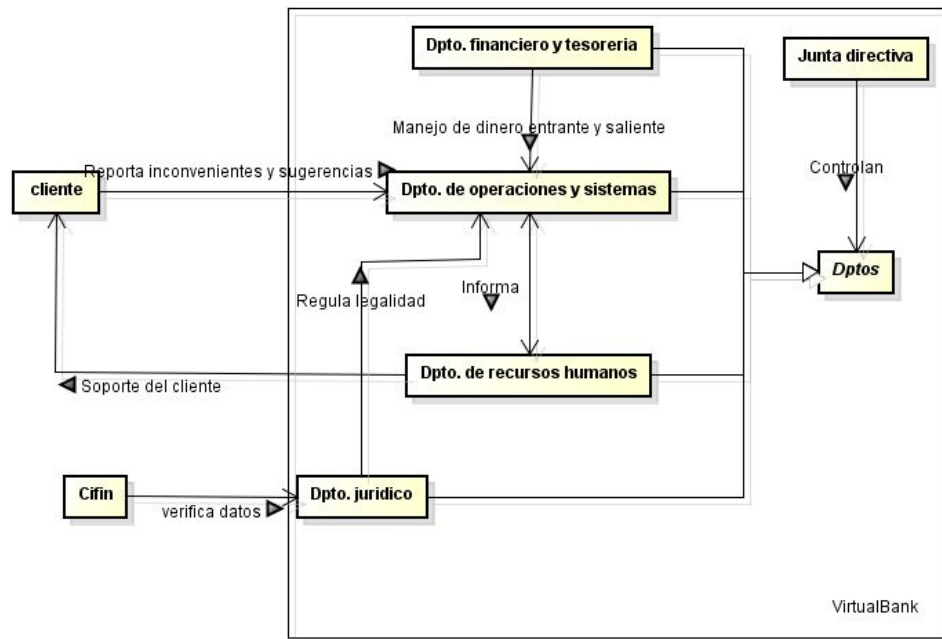 Dpto. financiero y tesoreria
Junta directiva
Manejo de dinero entrante y saliente
Reporta inconvenientes y sugerencias
Controlan
cliente
Dpto. de operaciones y sistemas
Dptos
Regula legalidad
Informa
Dpto. de recursos humanos
Soporte del cliente
Cifin
Dpto. juridico
verifica datos
VirtualBank